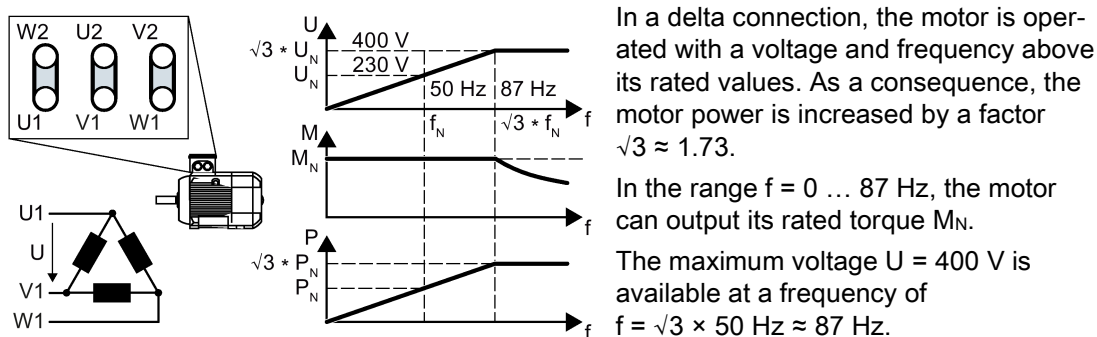 W2 U2 V2
U1 V1 W1
U1
U
V1
W1
U
√3 * U_N 400 V
U_N 230 V
50 Hz 87 Hz
f_N √3 * f_N f
M
M_N
f
P
√3 * P_N
P_N
f
In a delta connection, the motor is oper-
ated with a voltage and frequency above
its rated values. As a consequence, the
motor power is increased by a factor
√3 ≈ 1.73.
In the range f = 0 … 87 Hz, the motor
can output its rated torque MN.
The maximum voltage U = 400 V is
available at a frequency of
f = √3 × 50 Hz ≈ 87 Hz.